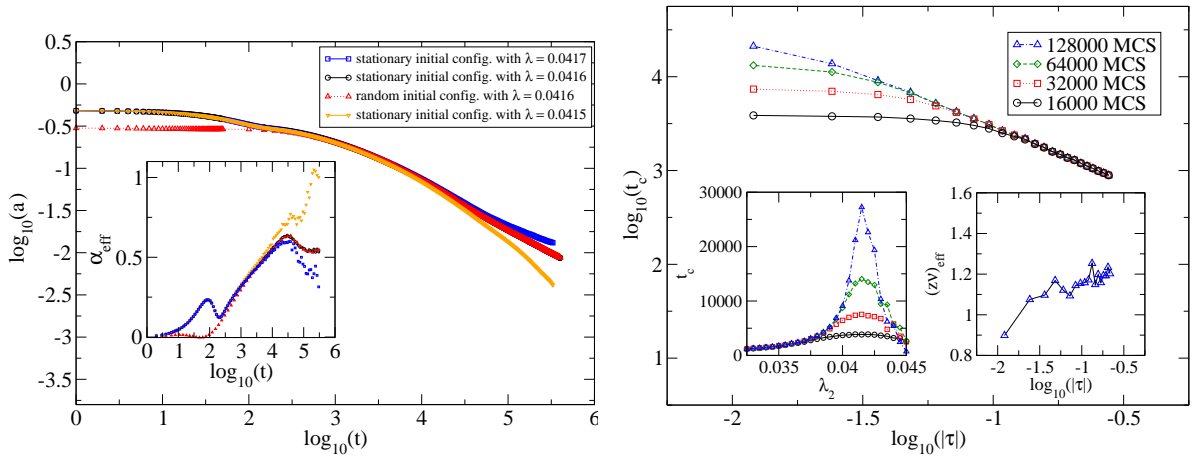 stationary initial config. with λ = 0.0417
stationary initial config. with λ = 0.0416
random initial config. with λ = 0.0416
stationary initial config. with λ = 0.0415
0.5
0
-0.5
-1
-1.5
-2
-2.5
-3
-3.5
log10(a)
0 1 2 3 4 5 6
log10(t)
1
0.5
0
αeff
0 1 2 3 4 5 6
log10(t)
128000 MCS
64000 MCS
32000 MCS
16000 MCS
4
3
2
1
log10(tc)
-2 -1.5 -1 -0.5
log10(|τ|)
30000
20000
10000
0
tc
0.035 0.04 0.045
λ2
1.6
1.4
1.2
1
0.8
(zν)eff
-2 -1.5 -1 -0.5
log10(|τ|)